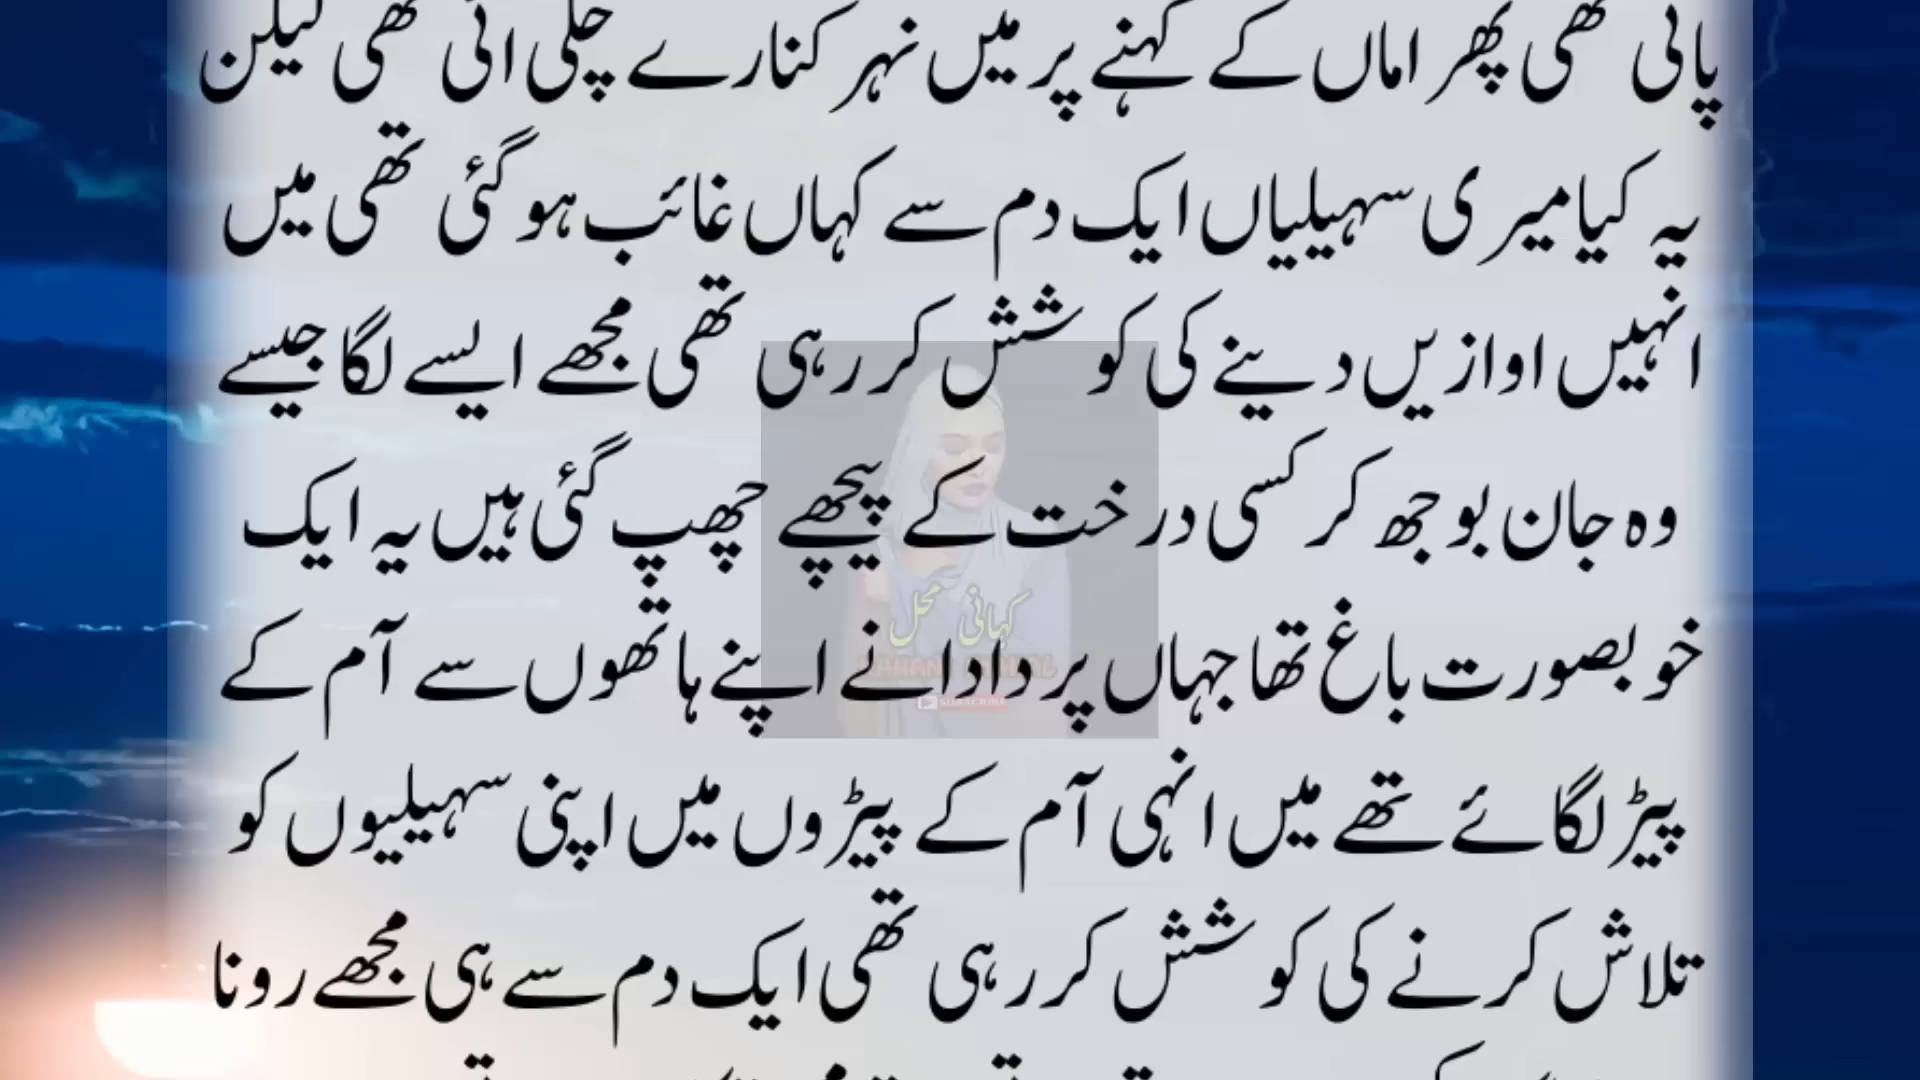 پاتی تھی پھر اماں کے کہنے پر میں نہر کنارے چلی ائی تھی لیکن
یہ کیا میری سہیلیاں ایک دم سے کہاں غائب ہو گئی تھی میں
انہیں اوازیں دینے کی کوشش کر رہی تھی مجھے ایسے لگا جیسے
وہ جان بوجھ کر کسی درخت کے پیچھے چھپ گئی ہیں یہ ایک
خوبصورت باغ تھا جہاں پر دادا نے اپنے ہاتھوں سے آم کے
پیڑ لگائے تھے میں انہی آم کے پیڑوں میں اپنی سہیلیوں کو
تلاش کرنے کی کوشش کر رہی تھی ایک دم سے ہی مجھے رونا
کہانی محل
SUBSCRIBE